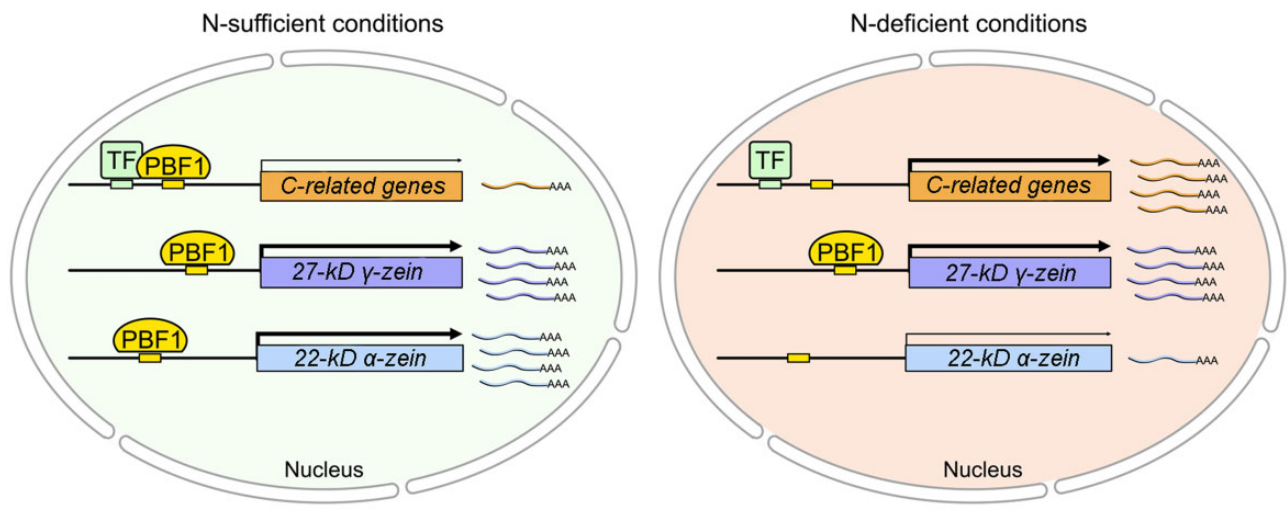 N-sufficient conditions
N-deficient conditions
TF
PBF1
C-related genes
AAA
PBF1
27-kD γ-zein
AAA
AAA
AAA
AAA
PBF1
22-kD α-zein
AAA
AAA
AAA
AAA
Nucleus
TF
C-related genes
AAA
AAA
AAA
AAA
PBF1
27-kD γ-zein
AAA
AAA
AAA
AAA
22-kD α-zein
AAA
Nucleus